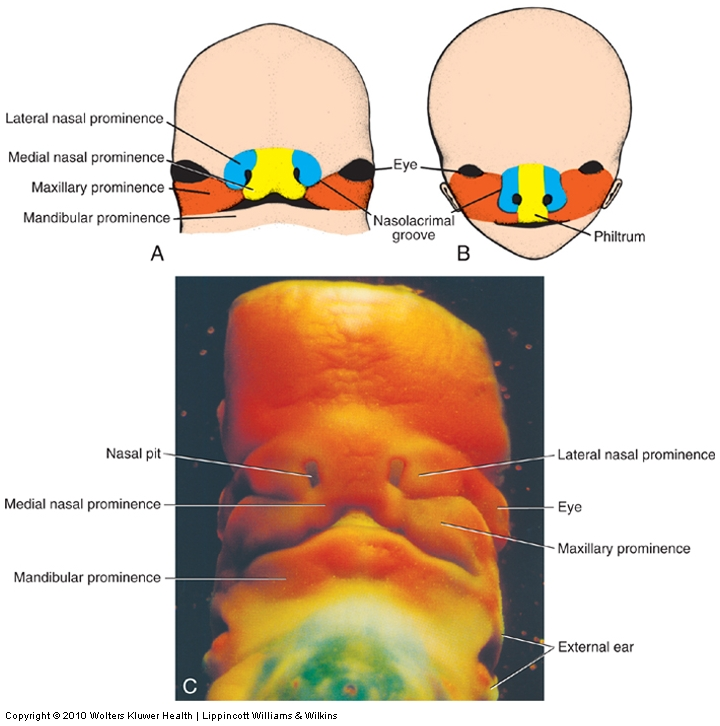 Lateral nasal prominence
Medial nasal prominence
Maxillary prominence
Mandibular prominence
A
Eye
Nasolacrimal
groove
B
Philtrum
Nasal pit
Medial nasal prominence
Mandibular prominence
Lateral nasal prominence
Eye
Maxillary prominence
External ear
C
Copyright © 2010 Wolters Kluwer Health | Lippincott Williams & Wilkins